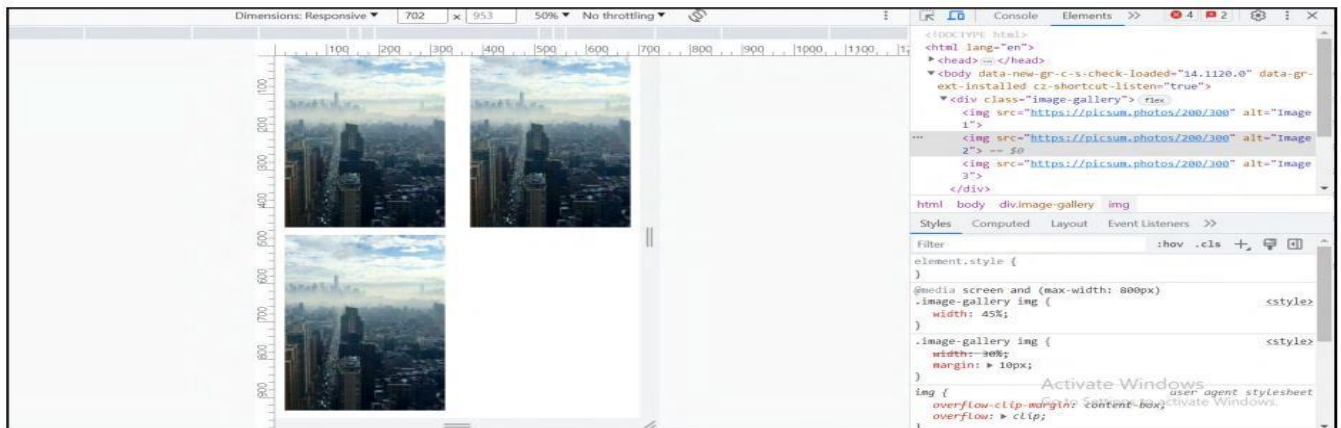 Dimensions: Responsive ▼ 702 x 953 50% ▼ No throttling ▼
100 200 300 400 500 600 700 800 900 1000 1100
100
200
300
400
500
600
700
800
900
Console Elements >> 4 2
<!DOCTYPE html>
<html lang="en">
▶ <head> … </head>
▼ <body data-new-gr-c-s-check-loaded="14.1120.0" data-gr-
ext-installed cz-shortcut-listen="true">
▼ <div class="image-gallery"> flex
<img src="https://picsum.photos/200/300" alt="Image
1">
… <img src="https://picsum.photos/200/300" alt="Image
2"> == $0
<img src="https://picsum.photos/200/300" alt="Image
3">
</div>
html body div.image-gallery img
Styles Computed Layout Event Listeners >>
Filter :hov .cls +
element.style {
}
@media screen and (max-width: 800px)
.image-gallery img { <style>
width: 45%;
}
.image-gallery img { <style>
width: 30%;
margin: ▶ 10px;
}
Activate Windows
img { user agent stylesheet
overflow-clip-margin: content-box;
Go to Settings to activate Windows.
overflow: ▶ clip;